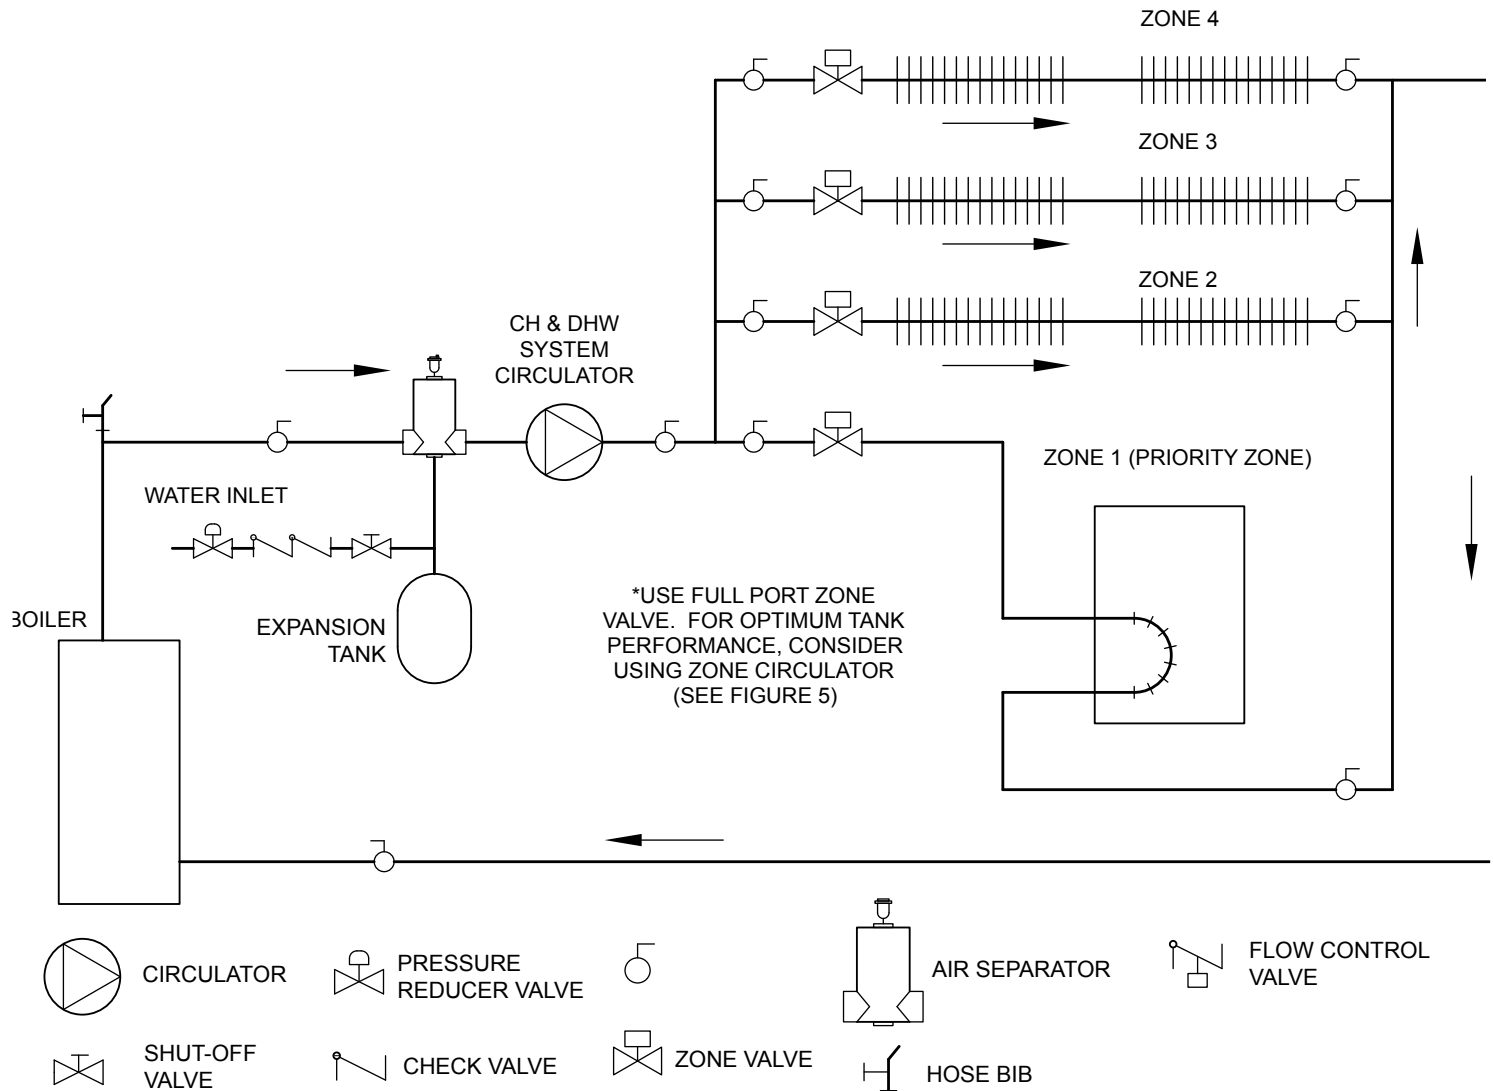 ZONE 4
ZONE 3
ZONE 2
CH & DHW
SYSTEM
CIRCULATOR
ZONE 1 (PRIORITY ZONE)
WATER INLET
BOILER
EXPANSION
TANK
*USE FULL PORT ZONE
VALVE. FOR OPTIMUM TANK
PERFORMANCE, CONSIDER
USING ZONE CIRCULATOR
(SEE FIGURE 5)
CIRCULATOR
PRESSURE
REDUCER VALVE
AIR SEPARATOR
FLOW CONTROL
VALVE
SHUT-OFF
VALVE
CHECK VALVE
ZONE VALVE
HOSE BIB